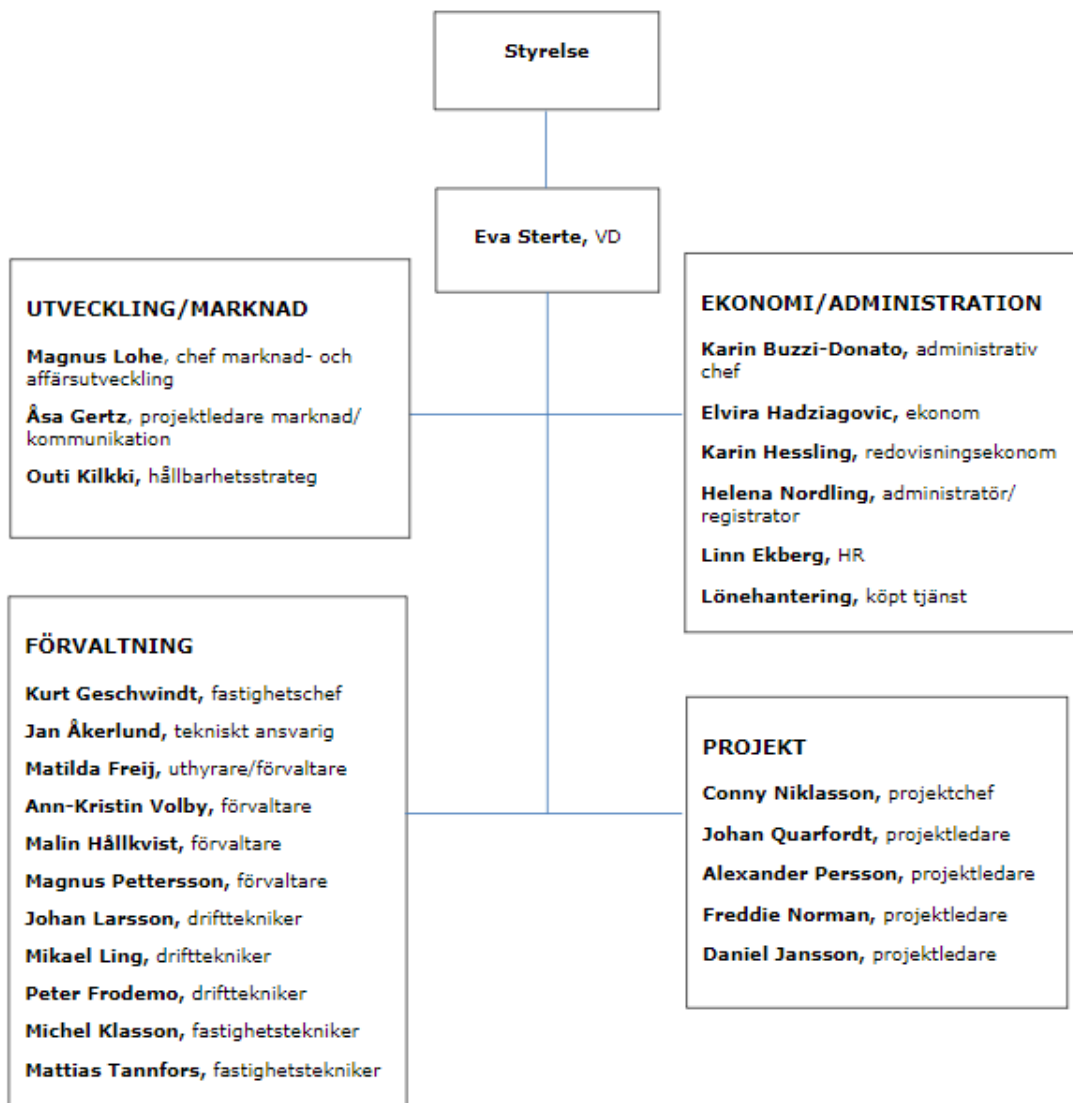 Styrelse
Eva Sterte, VD
UTVECKLING/MARKNAD
Magnus Lohe, chef marknad- och
affärsutveckling
Åsa Gertz, projektledare marknad/
kommunikation
Outi Kilkki, hållbarhetsstrateg
EKONOMI/ADMINISTRATION
Karin Buzzi-Donato, administrativ
chef
Elvira Hadziagovic, ekonom
Karin Hessling, redovisningsekonom
Helena Nordling, administratör/
registrator
Linn Ekberg, HR
Lönehantering, köpt tjänst
FÖRVALTNING
Kurt Geschwindt, fastighetschef
Jan Åkerlund, tekniskt ansvarig
Matilda Freij, uthyrare/förvaltare
Ann-Kristin Volby, förvaltare
Malin Hållkvist, förvaltare
Magnus Pettersson, förvaltare
Johan Larsson, drifttekniker
Mikael Ling, drifttekniker
Peter Frodemo, drifttekniker
Michel Klasson, fastighetstekniker
Mattias Tannfors, fastighetstekniker
PROJEKT
Conny Niklasson, projektchef
Johan Quarfordt, projektledare
Alexander Persson, projektledare
Freddie Norman, projektledare
Daniel Jansson, projektledare